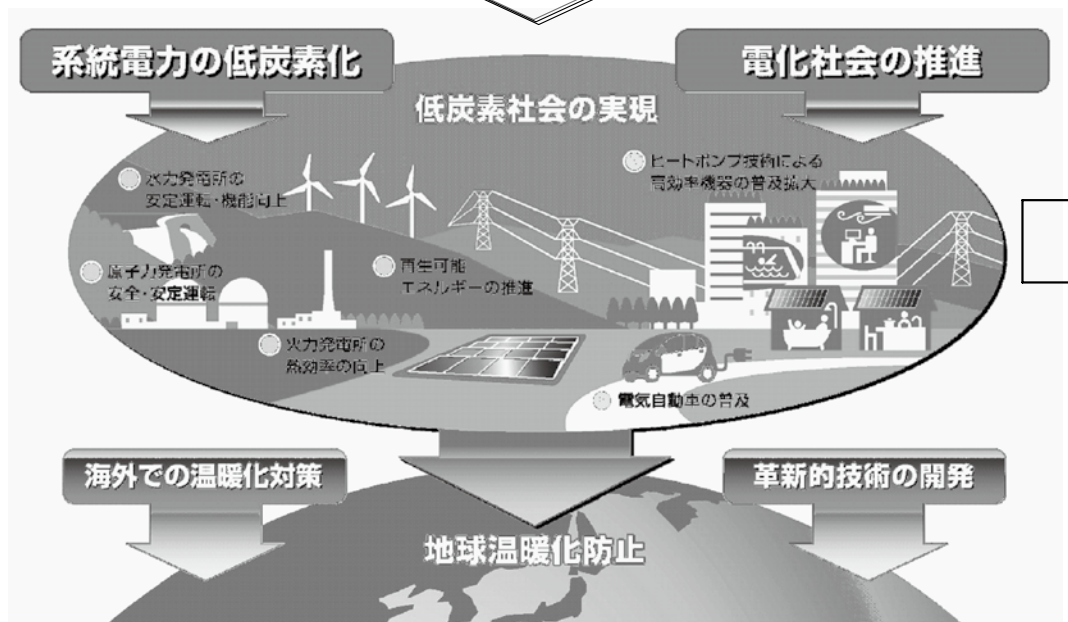 系統電力の低炭素化
電化社会の推進
低炭素社会の実現
水力発電所の
安定運転・機能向上
ヒートポンプ技術による
高効率機器の普及拡大
原子力発電所の
安全・安定運転
再生可能
エネルギーの推進
火力発電所の
熱効率の向上
電気自動車の普及
海外での温暖化対策
革新的技術の開発
地球温暖化防止